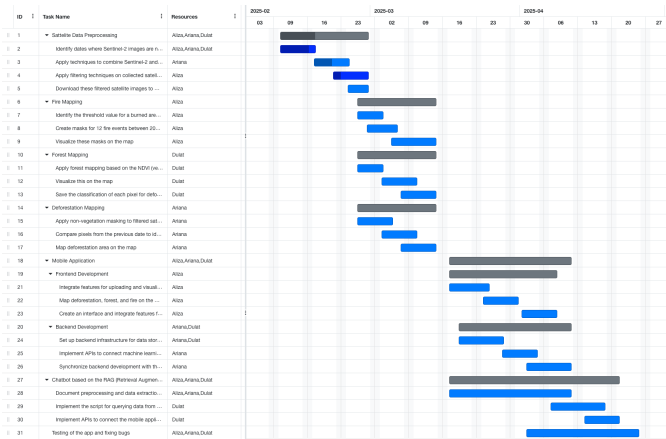 2025-02 2025-03 2025-04
ID Task Name Resources 03 09 16 23 02 09 16 23 30 06 13 20 27
1 Satellite Data Preprocessing Aliza,Ariana,Dulat
2 Identify dates where Sentinel-2 images are n... Aliza,Ariana,Dulat
3 Apply techniques to combine Sentinel-2 and... Ariana
4 Apply filtering techniques on collected satell... Aliza
5 Download these filtered satellite images to ... Aliza
6 Fire Mapping Aliza
7 Identify the threshold value for a burned are... Aliza
8 Create masks for 12 fire events between 20... Aliza
9 Visualize these masks on the map Aliza
10 Forest Mapping Dulat
11 Apply forest mapping based on the NDVI (ve... Dulat
12 Visualize this on the map Dulat
13 Save the classification of each pixel for defo... Dulat
14 Deforestation Mapping Ariana
15 Apply non-vegetation masking to filtered sat... Ariana
16 Compare pixels from the previous date to id... Ariana
17 Map deforestation area on the map Ariana
18 Mobile Application Aliza,Ariana,Dulat
19 Frontend Development Aliza
21 Integrate features for uploading and visuali... Aliza
22 Map deforestation, forest, and fire on the ... Aliza
23 Create an interface and integrate features f... Aliza
20 Backend Development Ariana,Dulat
24 Set up backend infrastructure for data stor... Ariana,Dulat
25 Implement APIs to connect machine learni... Ariana
26 Synchronize backend development with th... Ariana
27 Chatbot based on the RAG (Retrieval Augmen... Aliza,Ariana,Dulat
28 Document preprocessing and data extractio... Aliza,Ariana,Dulat
29 Implement the script for querying data from ... Dulat
30 Implement APIs to connect the mobile appli... Dulat
31 Testing of the app and fixing bugs Aliza,Ariana,Dulat